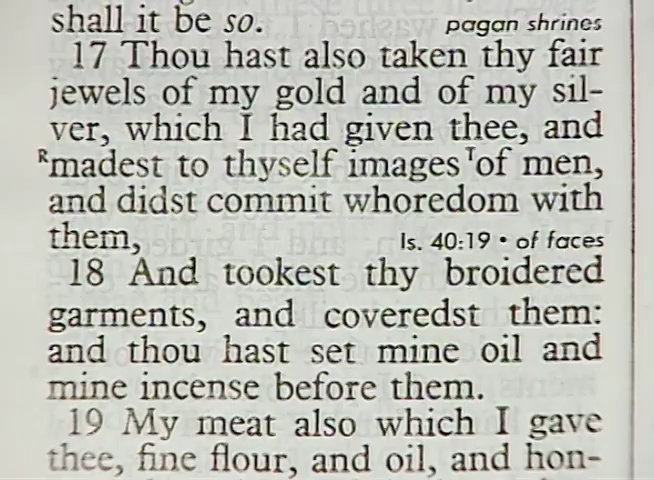 shall it be so. pagan shrines
17 Thou hast also taken thy fair
jewels of my gold and of my sil-
ver, which I had given thee, and
ᴿmadest to thyself images ᵀof men,
and didst commit whoredom with
them, Is. 40:19 • of faces
18 And tookest thy broidered
garments, and coveredst them:
and thou hast set mine oil and
mine incense before them.
19 My meat also which I gave
thee, fine flour, and oil, and hon-